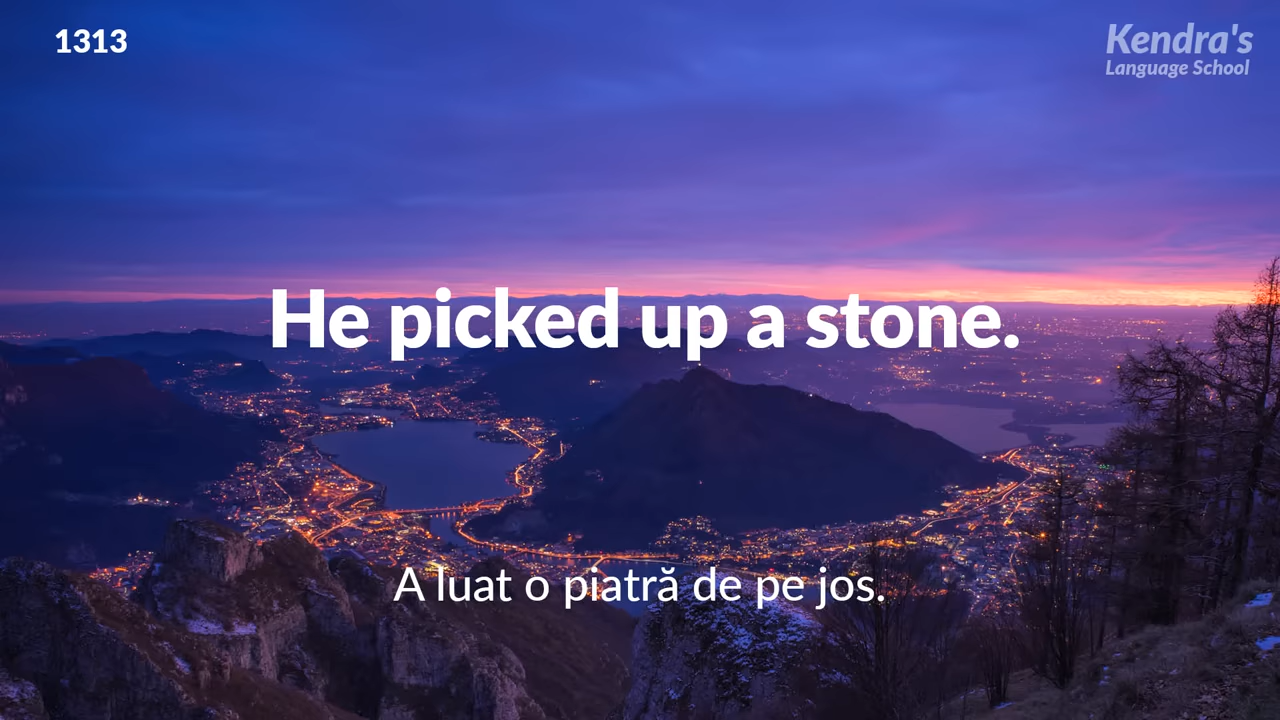 1313
Kendra's
Language School
He picked up a stone.
A luat o piatră de pe jos.